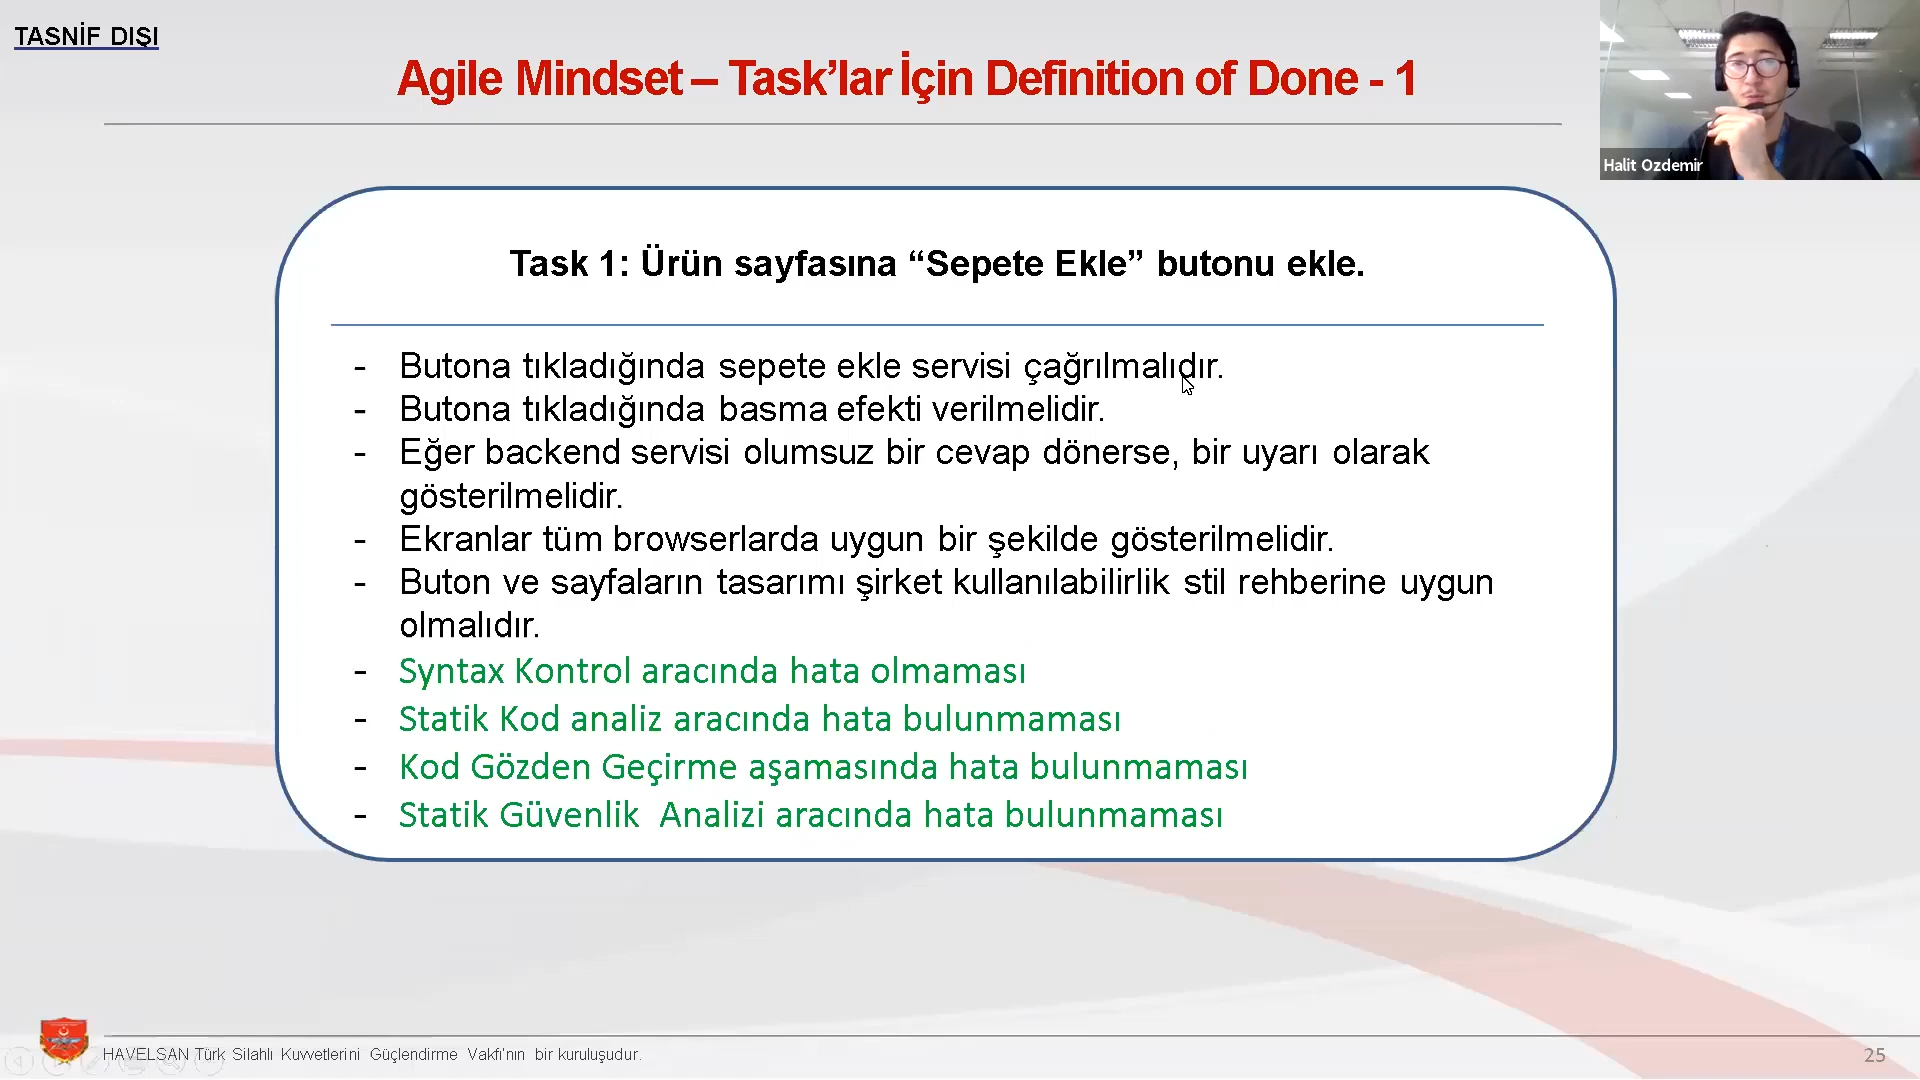 TASNİF DIŞI
Agile Mindset – Task’lar İçin Definition of Done - 1
Halit Ozdemir
Task 1: Ürün sayfasına “Sepete Ekle” butonu ekle.
- Butona tıkladığında sepete ekle servisi çağrılmalıdır.
- Butona tıkladığında basma efekti verilmelidir.
- Eğer backend servisi olumsuz bir cevap dönerse, bir uyarı olarak
gösterilmelidir.
- Ekranlar tüm browserlarda uygun bir şekilde gösterilmelidir.
- Buton ve sayfaların tasarımı şirket kullanılabilirlik stil rehberine uygun
olmalıdır.
- Syntax Kontrol aracında hata olmaması
- Statik Kod analiz aracında hata bulunmaması
- Kod Gözden Geçirme aşamasında hata bulunmaması
- Statik Güvenlik Analizi aracında hata bulunmaması
HAVELSAN Türk Silahlı Kuvvetlerini Güçlendirme Vakfı’nın bir kuruluşudur.
25